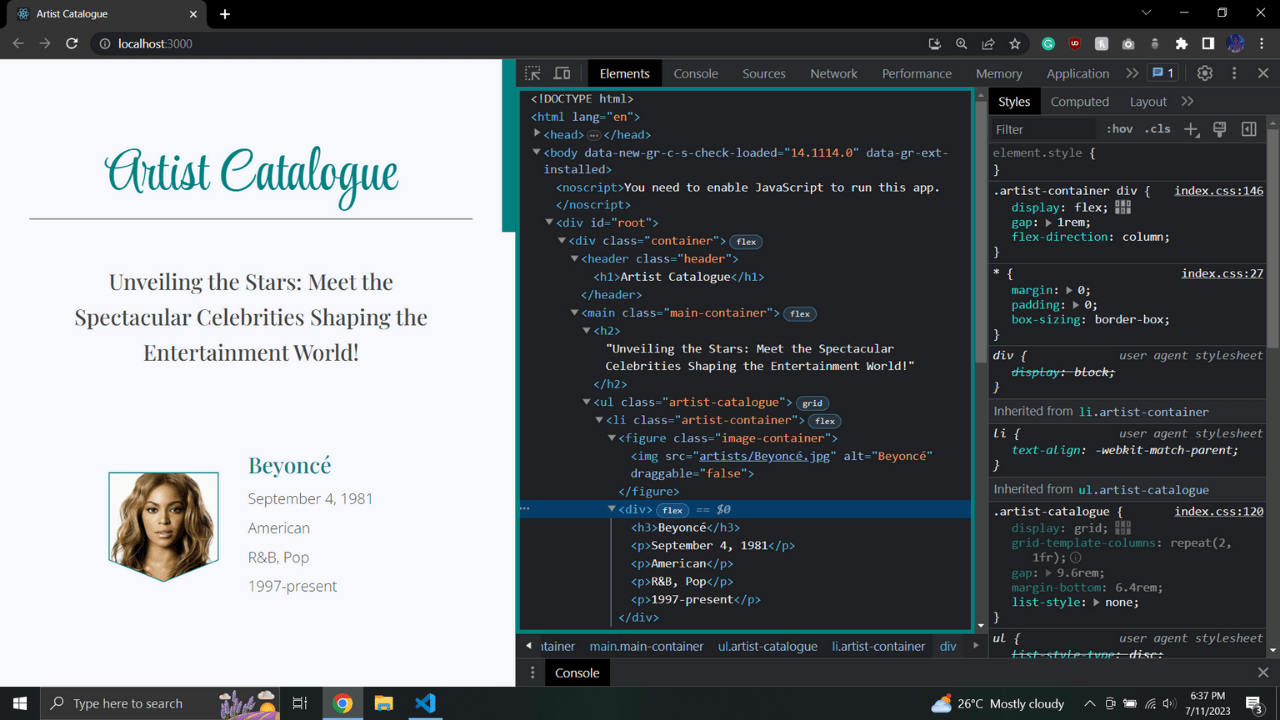 Artist Catalogue
localhost:3000
Artist Catalogue
Unveiling the Stars: Meet the
Spectacular Celebrities Shaping the
Entertainment World!
Beyoncé
September 4, 1981
American
R&B, Pop
1997-present
Elements Console Sources Network Performance Memory Application 1
<!DOCTYPE html>
<html lang="en">
<head> </head>
<body data-new-gr-c-s-check-loaded="14.1114.0" data-gr-ext-
installed>
<noscript>You need to enable JavaScript to run this app.
</noscript>
<div id="root">
<div class="container"> flex
<header class="header">
<h1>Artist Catalogue</h1>
</header>
<main class="main-container"> flex
<h2>
"Unveiling the Stars: Meet the Spectacular
Celebrities Shaping the Entertainment World!"
</h2>
<ul class="artist-catalogue"> grid
<li class="artist-container"> flex
<figure class="image-container">
<img src="artists/Beyoncé.jpg" alt="Beyoncé"
draggable="false">
</figure>
<div> flex == $0
<h3>Beyoncé</h3>
<p>September 4, 1981</p>
<p>American</p>
<p>R&B, Pop</p>
<p>1997-present</p>
</div>
ntainer main.main-container ul.artist-catalogue li.artist-container div
Console
Styles Computed Layout
Filter :hov .cls
element.style {
}
.artist-container div { index.css:146
display: flex;
gap: 1rem;
flex-direction: column;
}
* { index.css:27
margin: 0;
padding: 0;
box-sizing: border-box;
}
div { user agent stylesheet
display: block;
}
Inherited from li.artist-container
li { user agent stylesheet
text-align: -webkit-match-parent;
}
Inherited from ul.artist-catalogue
.artist-catalogue { index.css:120
display: grid;
grid-template-columns: repeat(2,
1fr);
gap: 9.6rem;
margin-bottom: 6.4rem;
list-style: none;
}
ul { user agent stylesheet
list-style-type: disc;
Type here to search
26°C Mostly cloudy
6:37 PM
7/11/2023
3